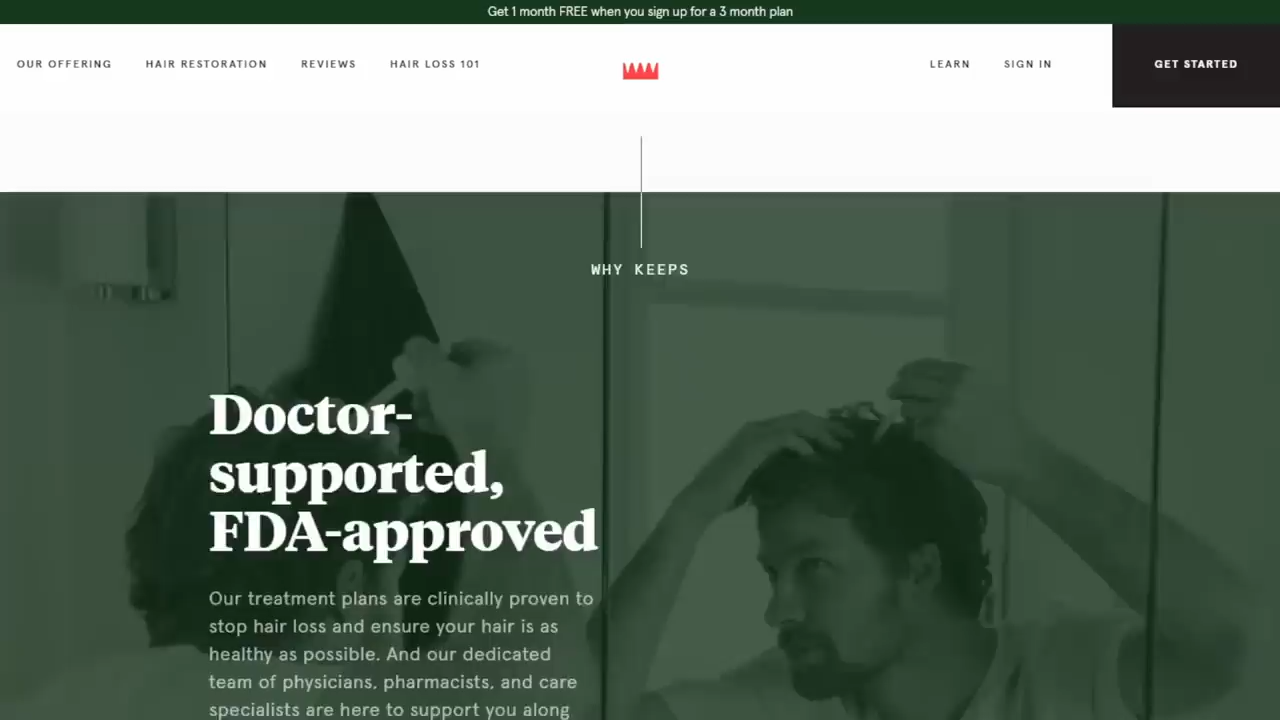 Get 1 month FREE when you sign up for a 3 month plan
OUR OFFERING HAIR RESTORATION REVIEWS HAIR LOSS 101 LEARN SIGN IN GET STARTED
WHY KEEPS
Doctor-
supported,
FDA-approved
Our treatment plans are clinically proven to
stop hair loss and ensure your hair is as
healthy as possible. And our dedicated
team of physicians, pharmacists, and care
specialists are here to support you along